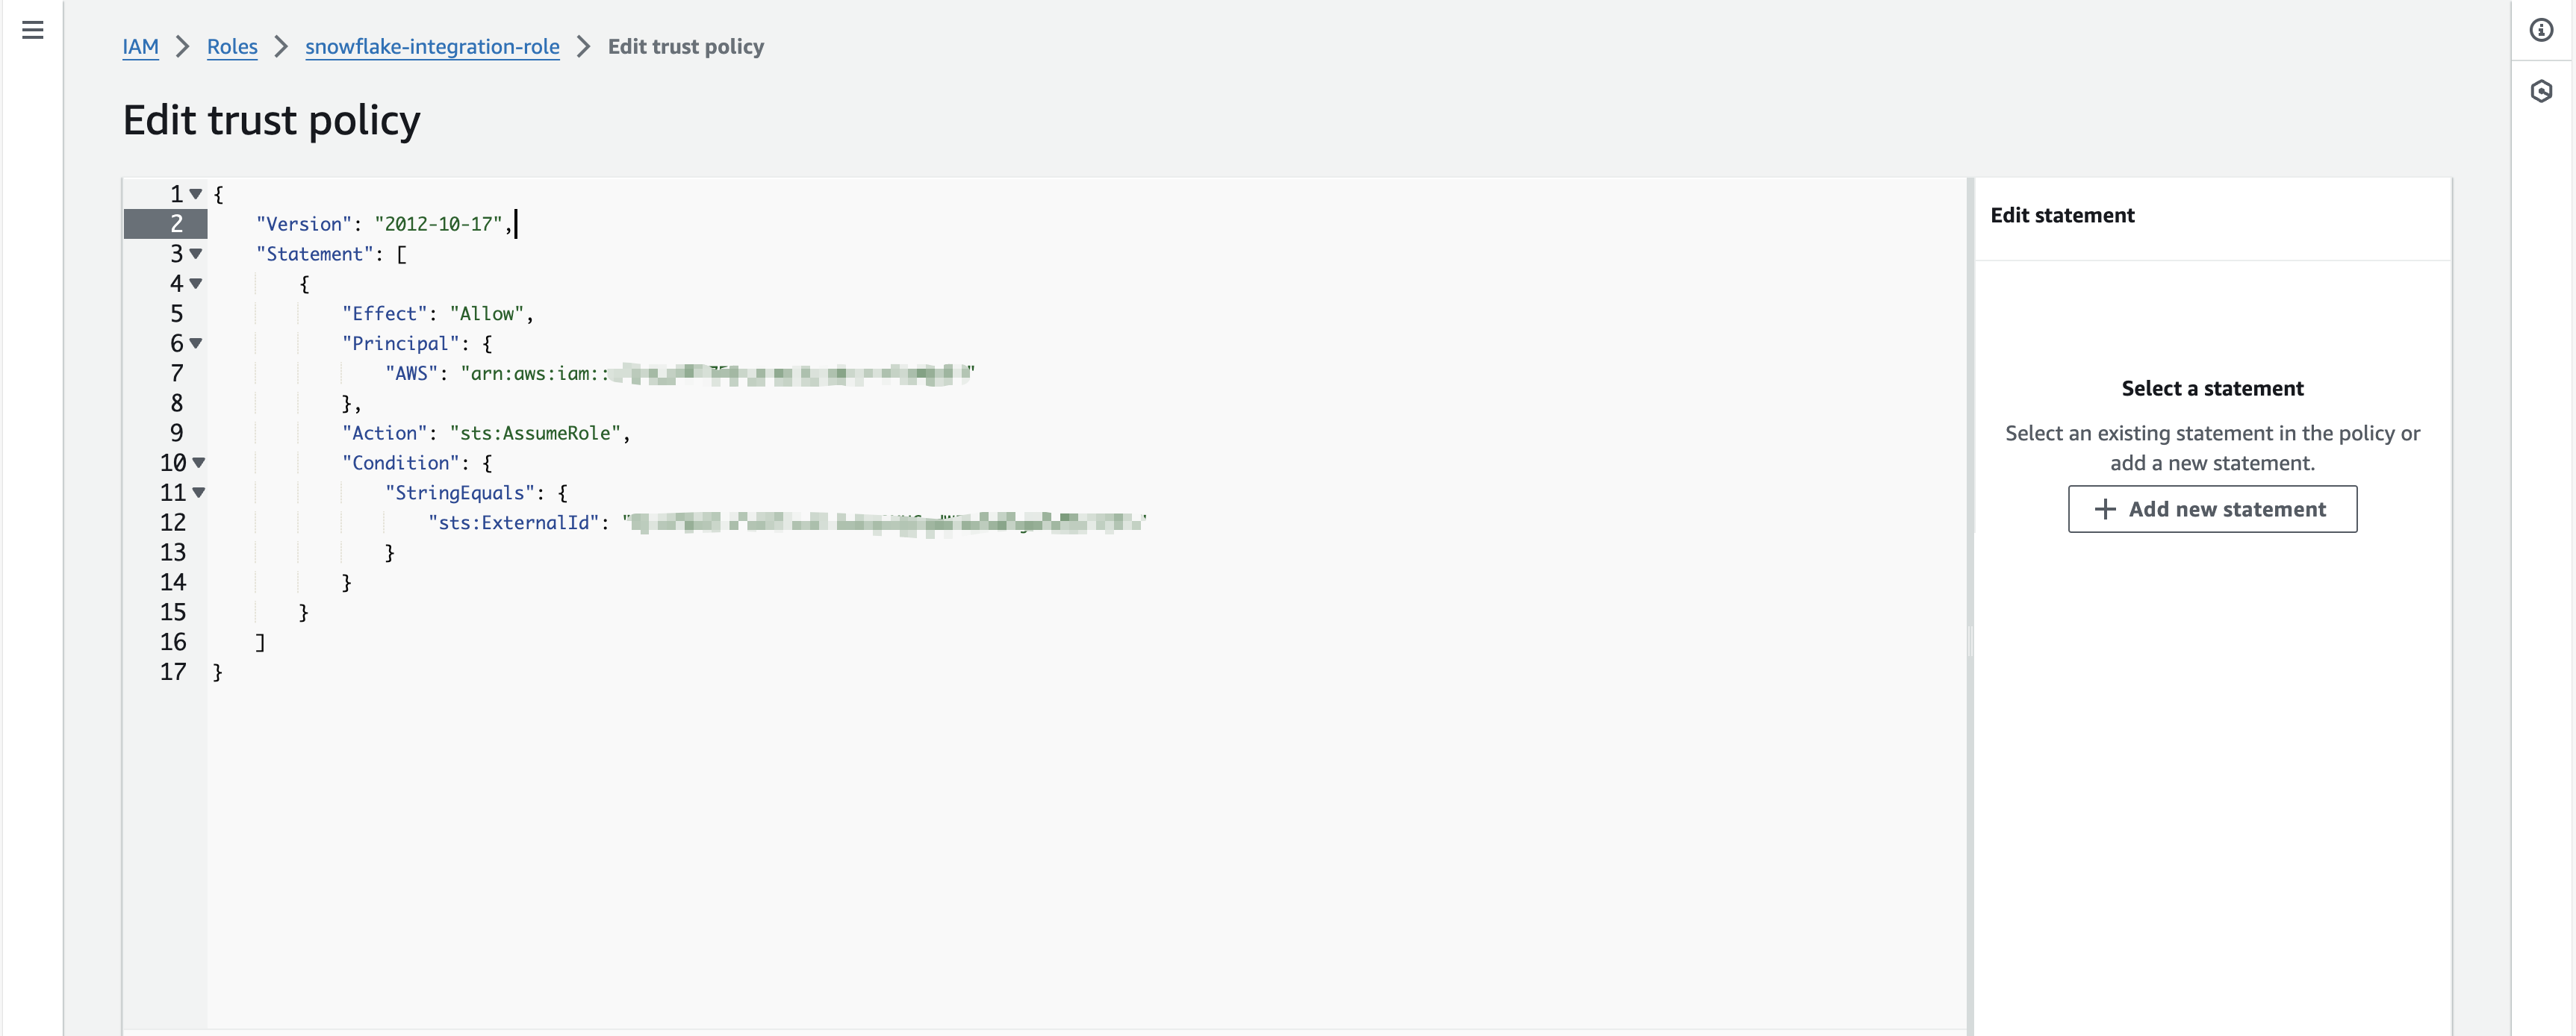 IAM > Roles > snowflake-integration-role > Edit trust policy
Edit trust policy
1 {
2 "Version": "2012-10-17",
3 "Statement": [
4 {
5 "Effect": "Allow",
6 "Principal": {
7 "AWS": "arn:aws:iam::"
8 },
9 "Action": "sts:AssumeRole",
10 "Condition": {
11 "StringEquals": {
12 "sts:ExternalId": "
13 }
14 }
15 }
16 ]
17 }
Edit statement
Select a statement
Select an existing statement in the policy or
add a new statement.
+ Add new statement